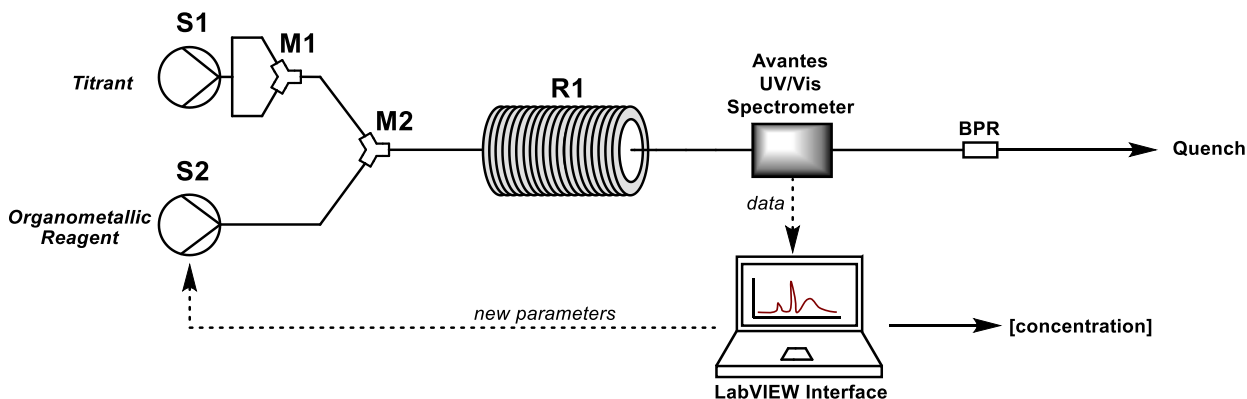 S1
Titrant
M1
M2
S2
Organometallic
Reagent
R1
Avantes
UV/Vis
Spectrometer
BPR
Quench
data
new parameters
[concentration]
LabVIEW Interface